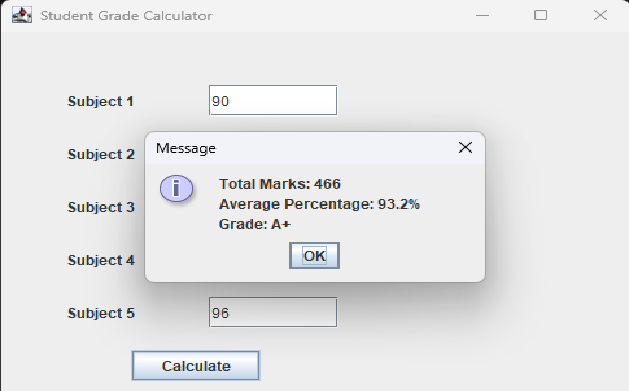 Student Grade Calculator
Subject 1 90
Message
Subject 2
Total Marks: 466
Average Percentage: 93.2%
Subject 3
Grade: A+
OK
Subject 4
Subject 5 96
Calculate